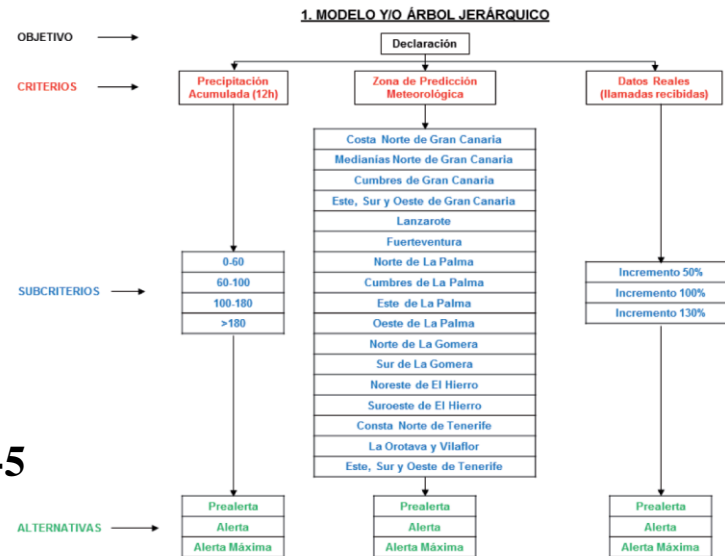 1. MODELO Y/O ÁRBOL JERÁRQUICO
OBJETIVO
Declaración
CRITERIOS
Precipitación
Acumulada (12h)
Zona de Predicción
Meteorológica
Datos Reales
(llamadas recibidas)
SUBCRITERIOS
0-60
60-100
100-180
>180
Costa Norte de Gran Canaria
Medianías Norte de Gran Canaria
Cumbres de Gran Canaria
Este, Sur y Oeste de Gran Canaria
Lanzarote
Fuerteventura
Norte de La Palma
Cumbres de La Palma
Este de La Palma
Oeste de La Palma
Norte de La Gomera
Sur de La Gomera
Noreste de El Hierro
Suroeste de El Hierro
Consta Norte de Tenerife
La Orotava y Vilaflor
Este, Sur y Oeste de Tenerife
Incremento 50%
Incremento 100%
Incremento 130%
-5
ALTERNATIVAS
Prealerta
Alerta
Alerta Máxima
Prealerta
Alerta
Alerta Máxima
Prealerta
Alerta
Alerta Máxima